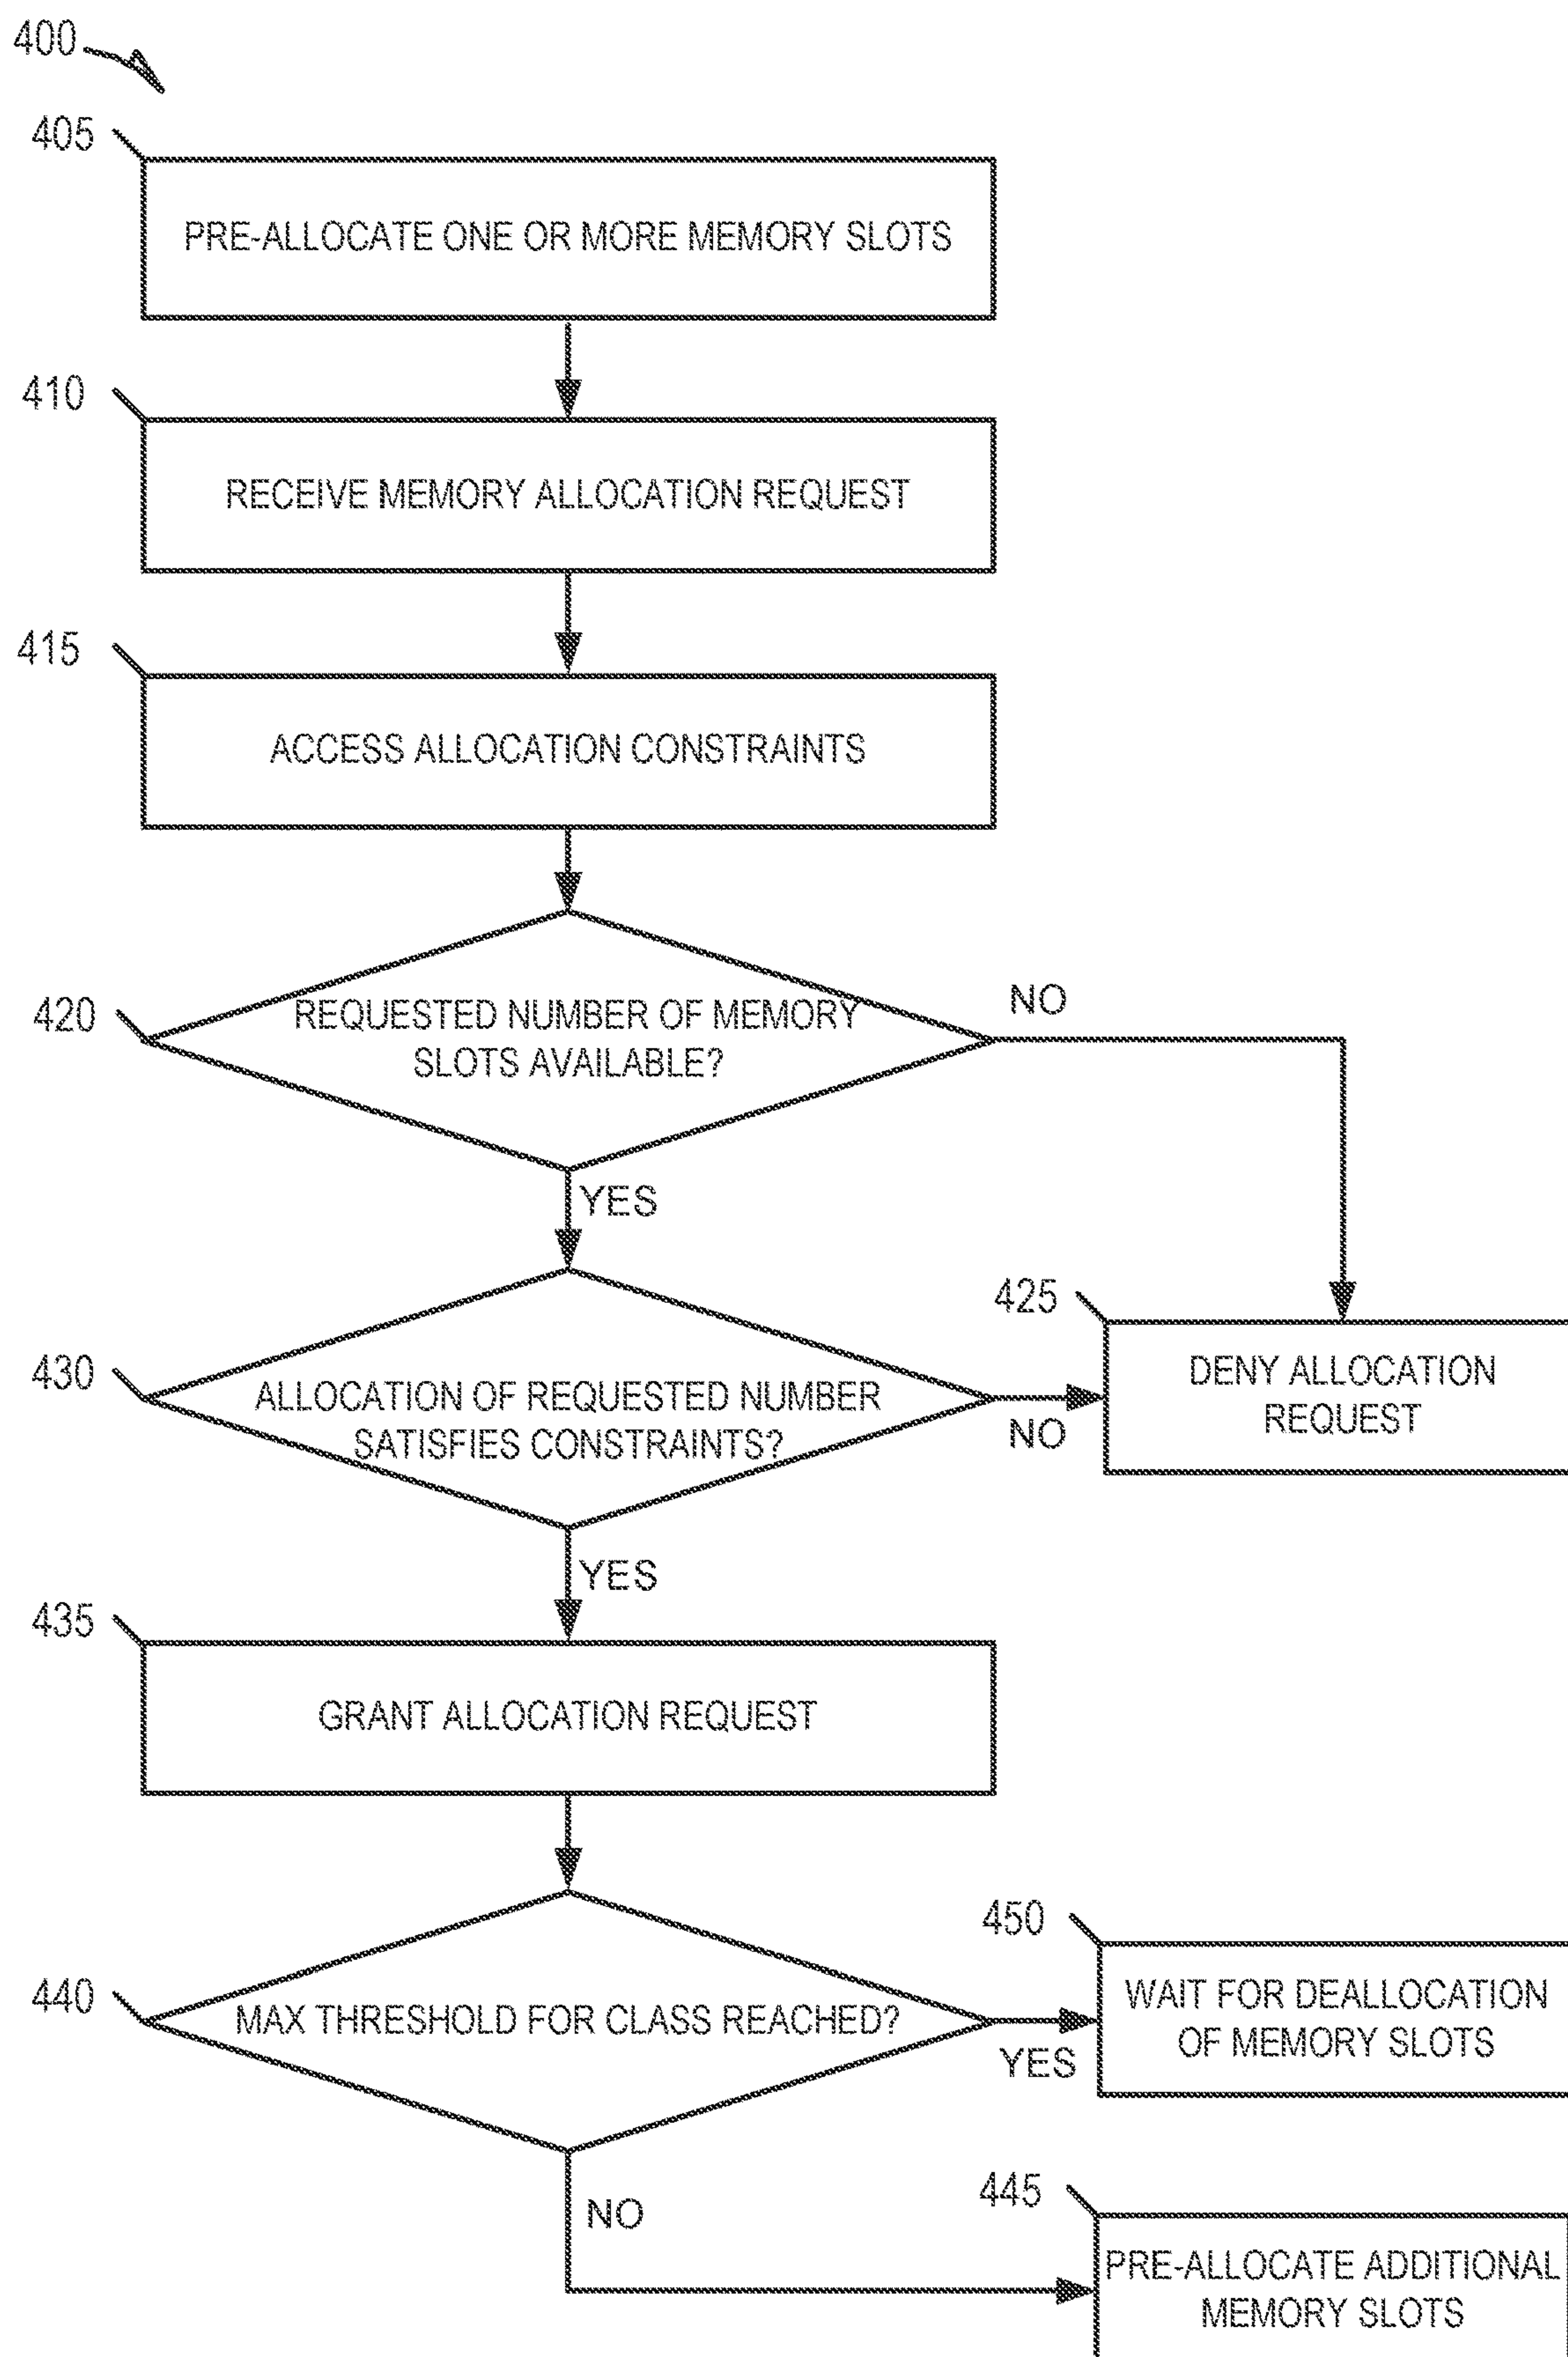 400
405
PRE-ALLOCATE ONE OR MORE MEMORY SLOTS
410
RECEIVE MEMORY ALLOCATION REQUEST
415
ACCESS ALLOCATION CONSTRAINTS
420
REQUESTED NUMBER OF MEMORY
SLOTS AVAILABLE?
NO
YES
425
DENY ALLOCATION
REQUEST
430
ALLOCATION OF REQUESTED NUMBER
SATISFIES CONSTRAINTS?
NO
YES
435
GRANT ALLOCATION REQUEST
440
MAX THRESHOLD FOR CLASS REACHED?
YES
450
WAIT FOR DEALLOCATION
OF MEMORY SLOTS
NO
445
PRE-ALLOCATE ADDITIONAL
MEMORY SLOTS